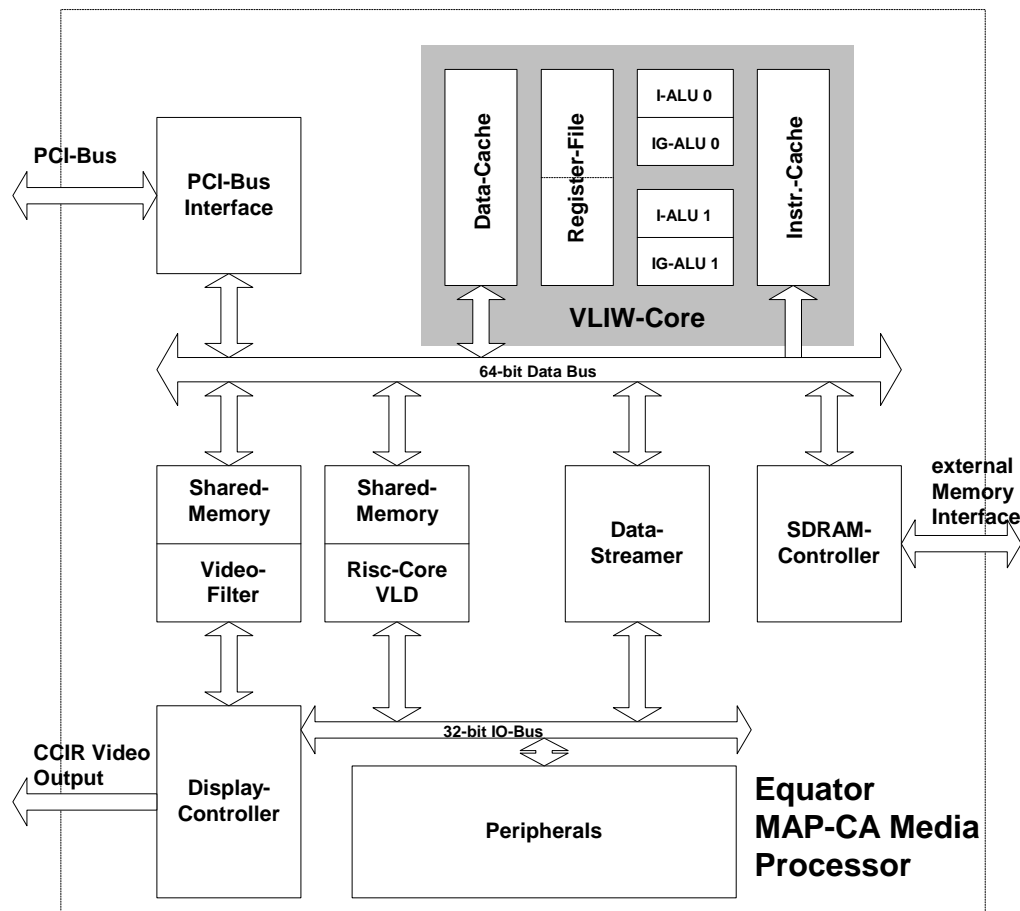 PCI-Bus
PCI-Bus
Interface
Data-Cache
Register-File
I-ALU 0
IG-ALU 0
I-ALU 1
IG-ALU 1
Instr.-Cache
VLIW-Core
64-bit Data Bus
Shared-
Memory
Video-
Filter
Shared-
Memory
Risc-Core
VLD
Data-
Streamer
SDRAM-
Controller
external
Memory
Interface
32-bit IO-Bus
CCIR Video
Output
Display-
Controller
Peripherals
Equator
MAP-CA Media
Processor